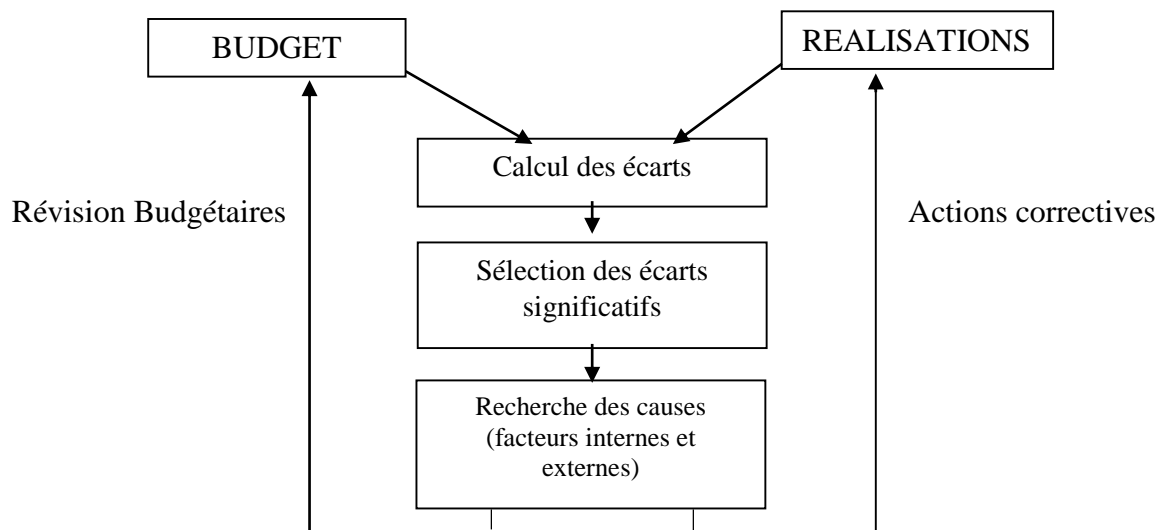 BUDGET
REALISATIONS
Calcul des écarts
Révision Budgétaires
Actions correctives
Sélection des écarts
significatifs
Recherche des causes
(facteurs internes et
externes)